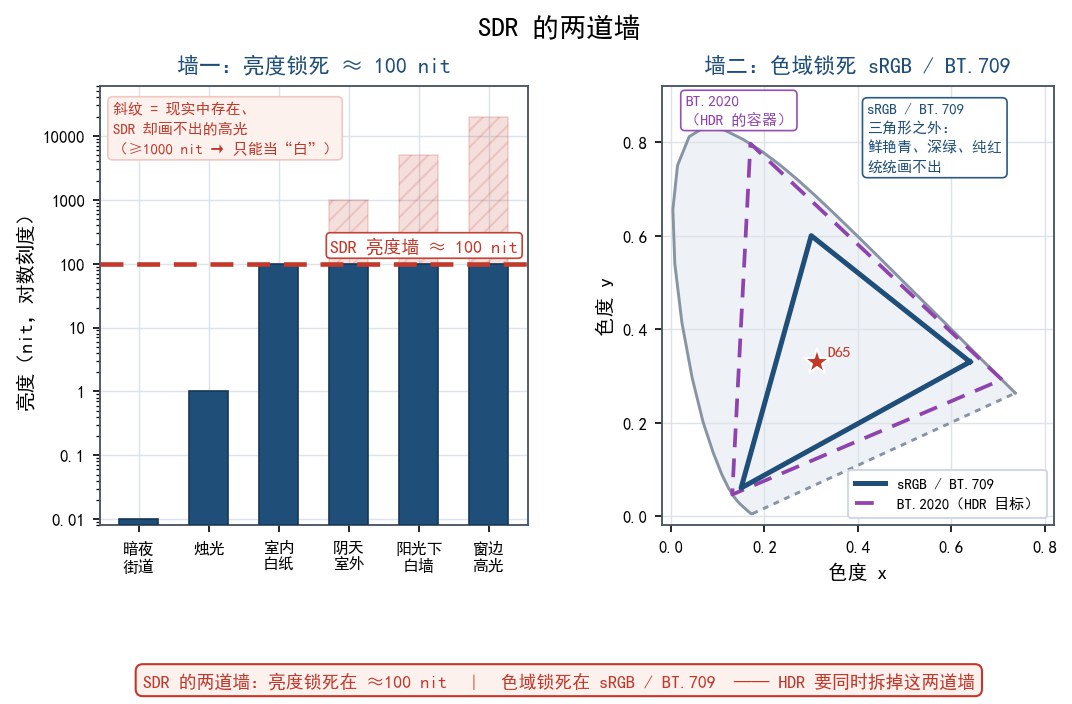 SDR 的两道墙
墙一：亮度锁死 ≈ 100 nit
斜纹 = 现实中存在、
SDR 却画不出的高光
（≥1000 nit → 只能当“白”）
SDR 亮度墙 ≈ 100 nit
亮度（nit, 对数刻度）
10000
1000
100
10
1
0.1
0.01
暗夜
街道
烛光
室内
白纸
阴天
室外
阳光下
白墙
窗边
高光
墙二：色域锁死 sRGB / BT.709
BT.2020
（HDR 的容器）
sRGB / BT.709
三角形之外：
鲜艳青、深绿、纯红
统统画不出
D65
色度 y
0.8
0.6
0.4
0.2
0.0
0.0
0.2
0.4
0.6
0.8
色度 x
sRGB / BT.709
BT.2020（HDR 目标）
SDR 的两道墙：亮度锁死在 ≈100 nit ｜ 色域锁死在 sRGB / BT.709 —— HDR 要同时拆掉这两道墙